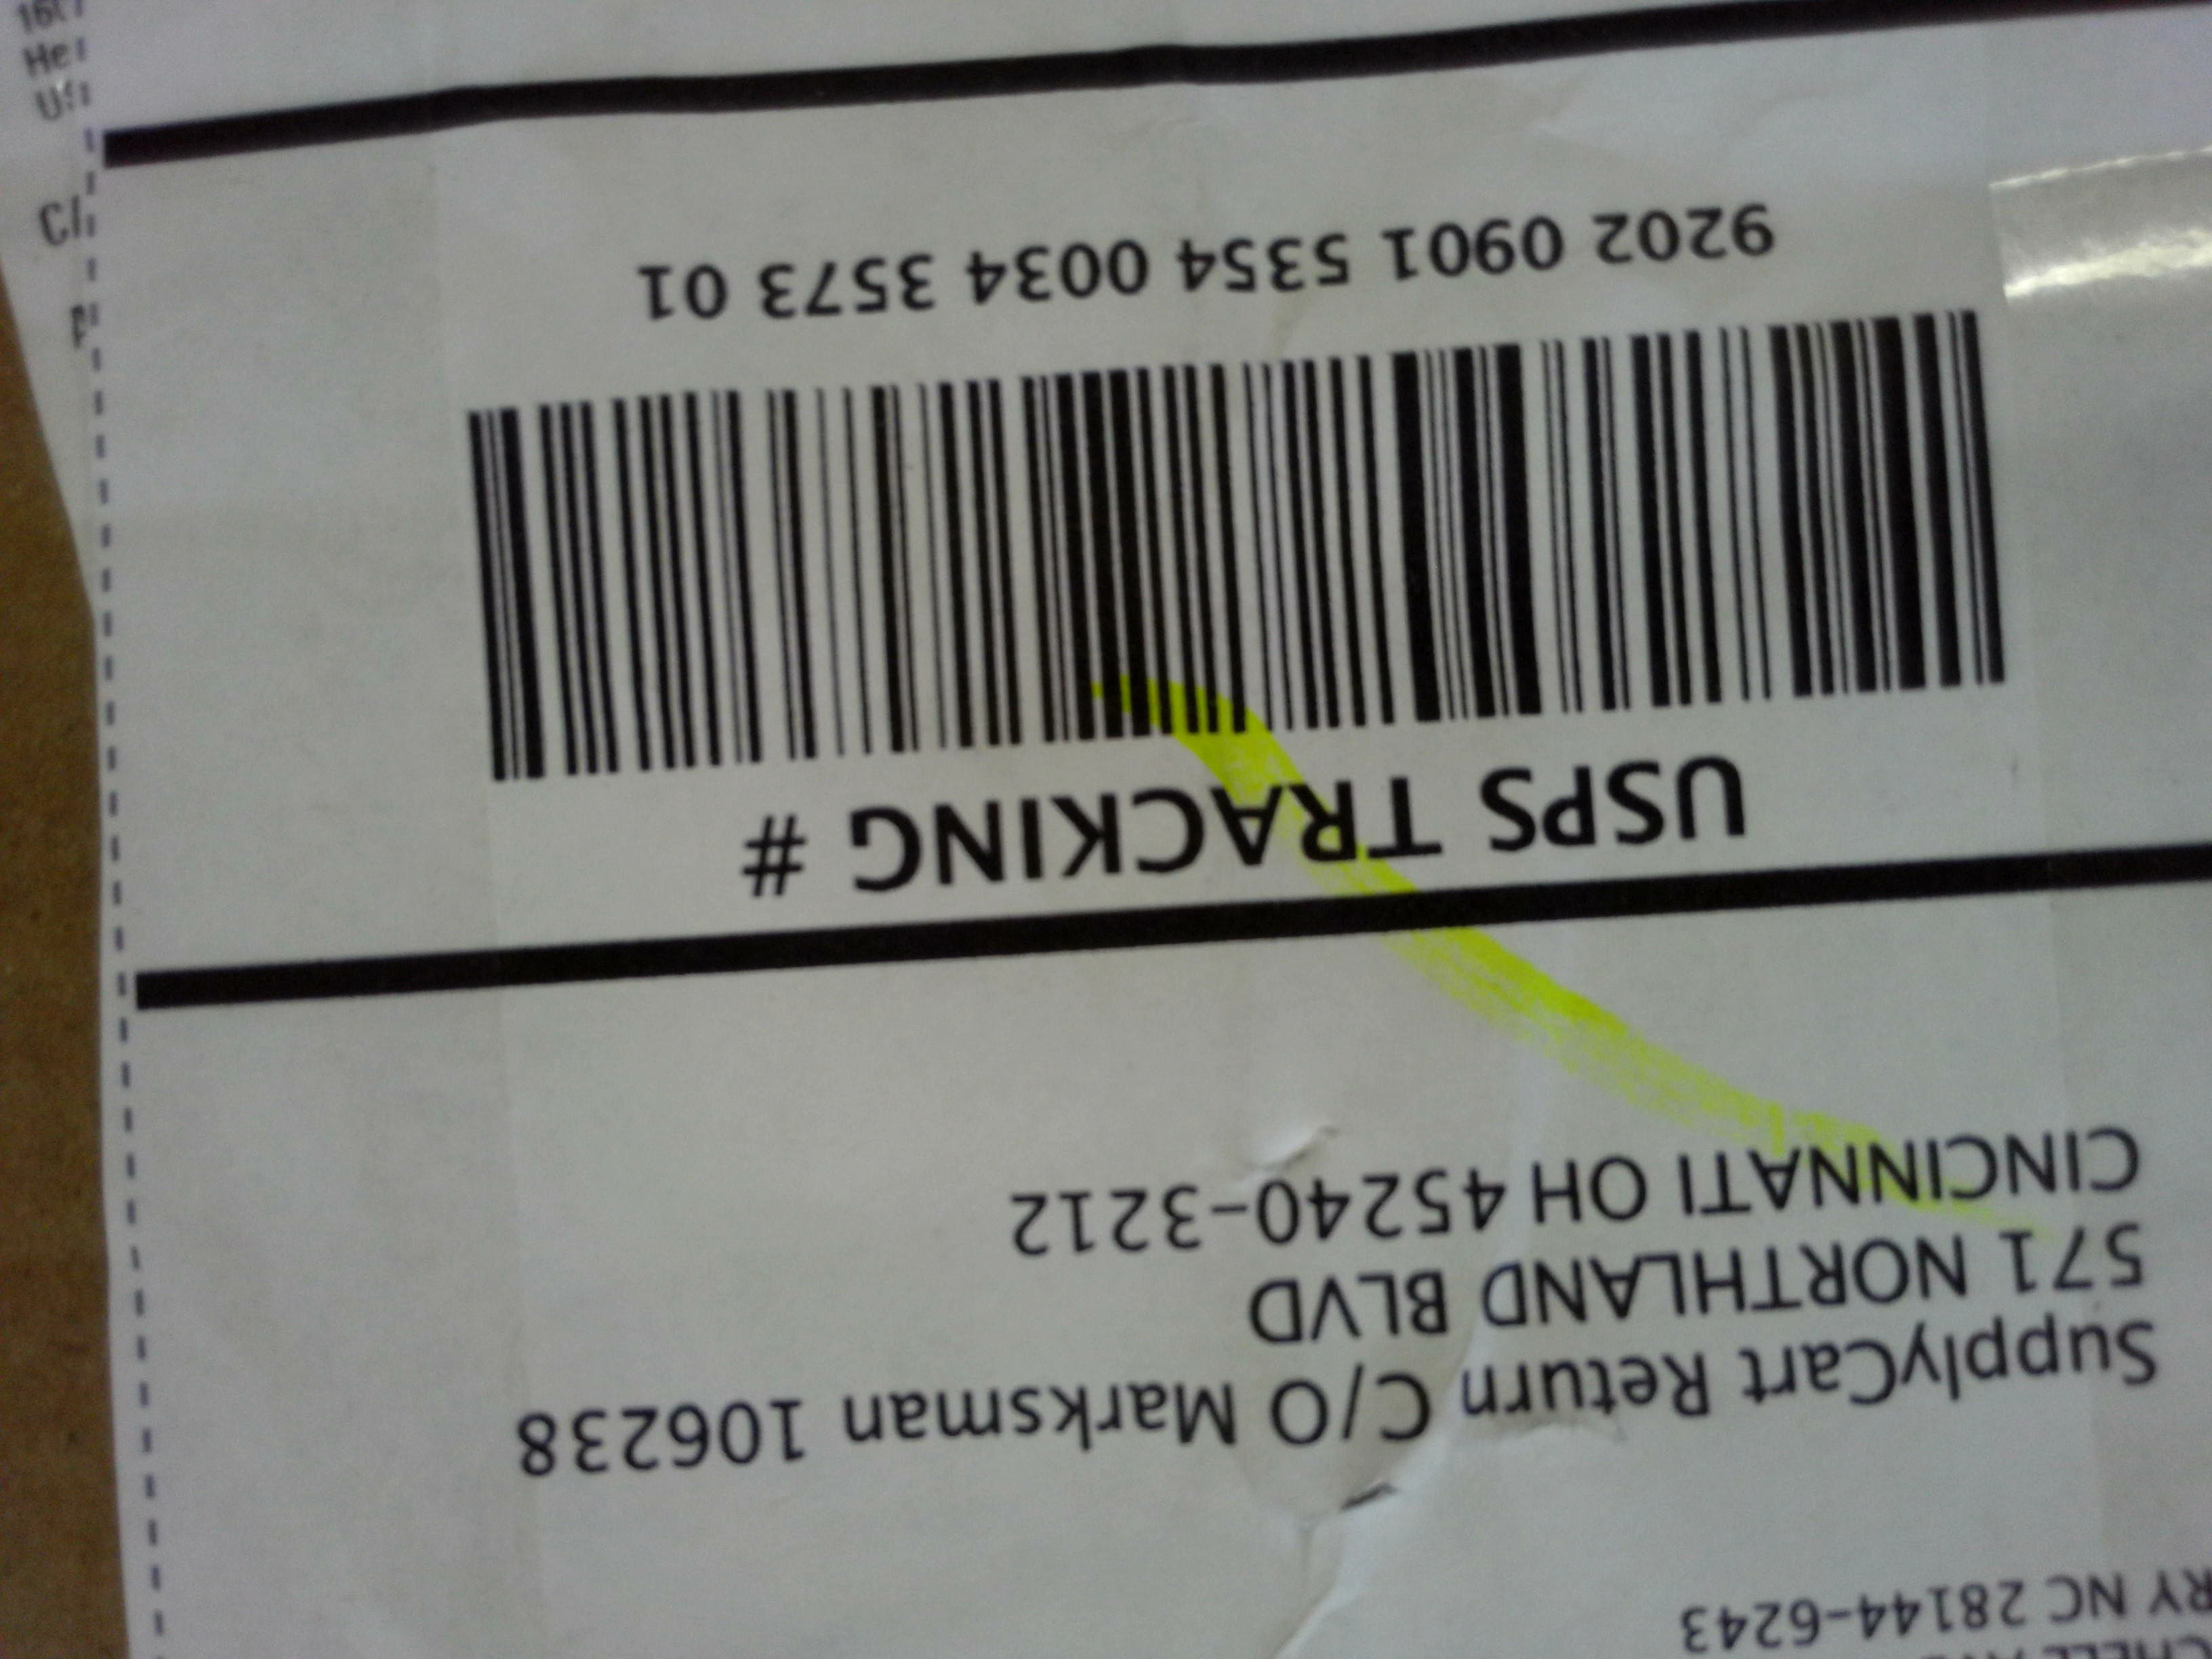 RY NC 28144-6243
SupplyCart Return C/O Marksman 106238
571 NORTHLAND BLVD
CINCINNATI OH 45240-3212
USPS TRACKING #
9202 0901 5354 0034 3573 01